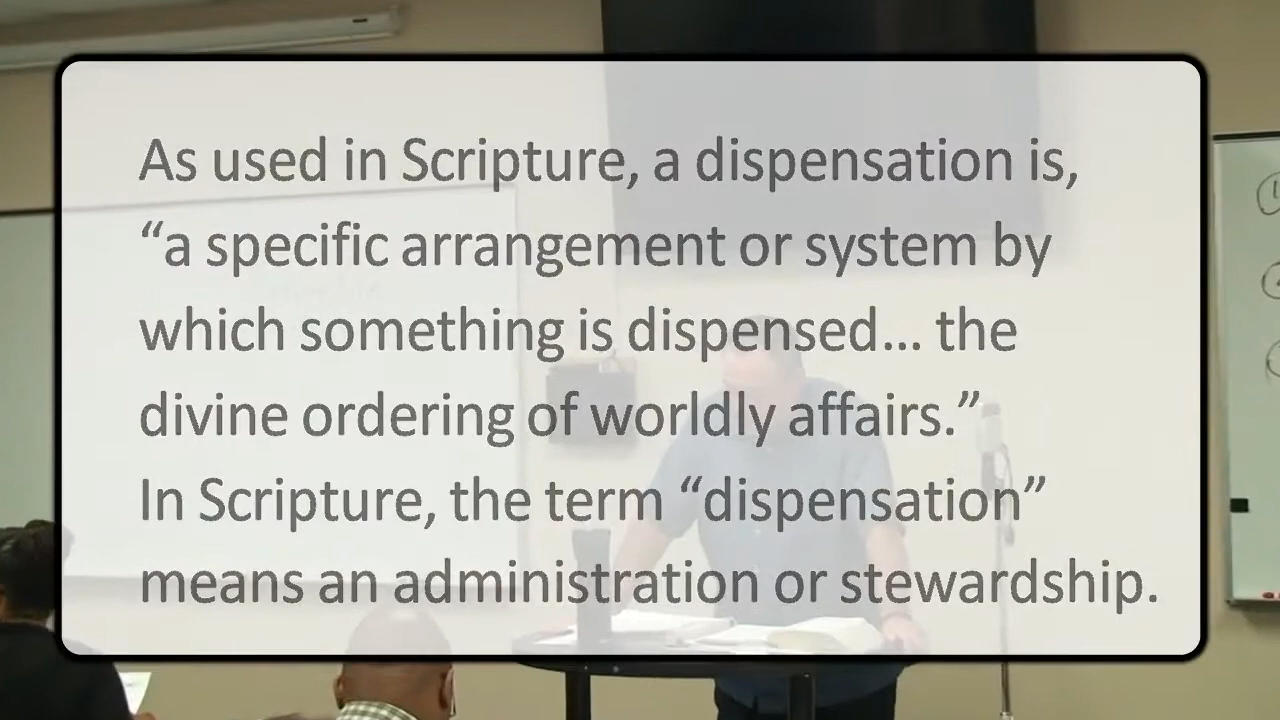 As used in Scripture, a dispensation is,
“a specific arrangement or system by
which something is dispensed... the
divine ordering of worldly affairs.”
In Scripture, the term “dispensation”
means an administration or stewardship.